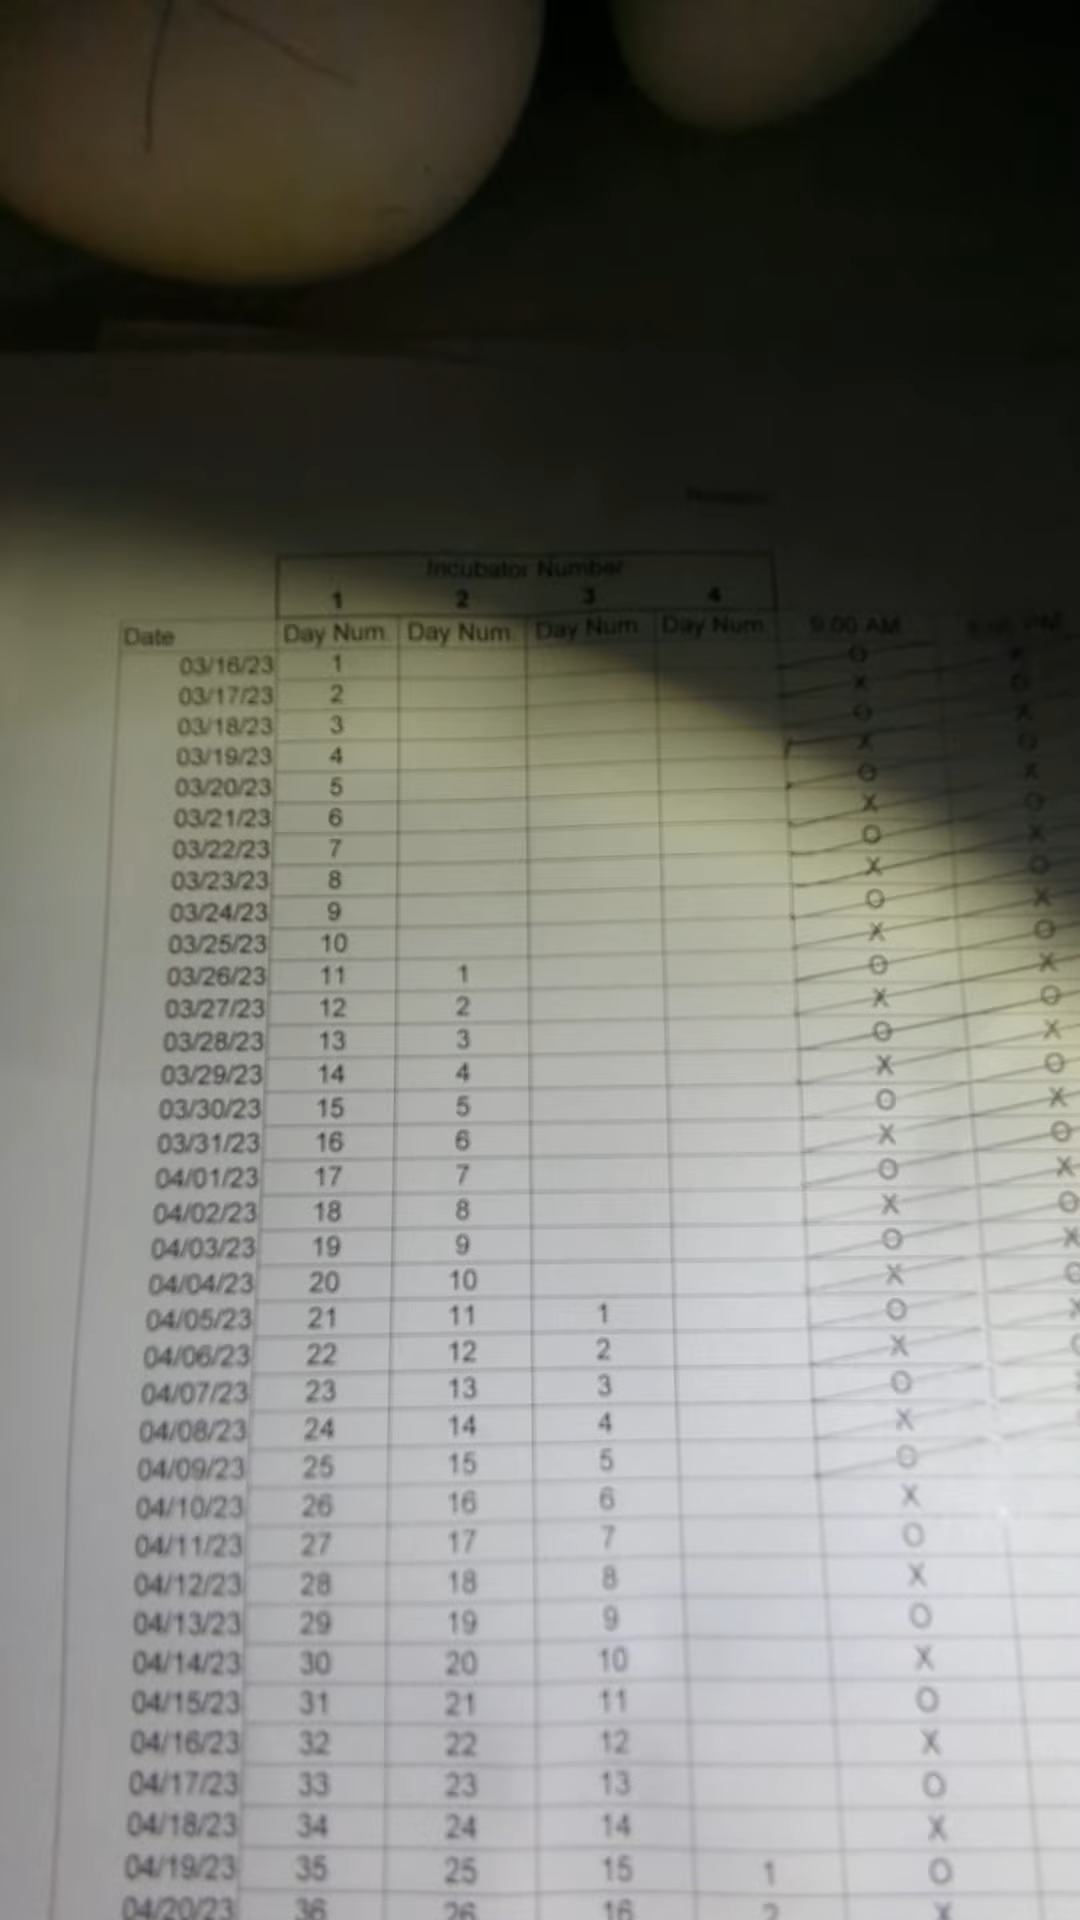 Incubator Number
1 2 3 4
Date Day Num Day Num Day Num Day Num 9:00 AM PM
03/16/23 1 O X
03/17/23 2 X O
03/18/23 3 O X
03/19/23 4 X O
03/20/23 5 O X
03/21/23 6 X O
03/22/23 7 O X
03/23/23 8 X O
03/24/23 9 O X
03/25/23 10 X O
03/26/23 11 1 O X
03/27/23 12 2 X O
03/28/23 13 3 O X
03/29/23 14 4 X O
03/30/23 15 5 O X
03/31/23 16 6 X O
04/01/23 17 7 O X
04/02/23 18 8 X O
04/03/23 19 9 O X
04/04/23 20 10 X O
04/05/23 21 11 1 O X
04/06/23 22 12 2 X O
04/07/23 23 13 3 O
04/08/23 24 14 4 X
04/09/23 25 15 5 O
04/10/23 26 16 6 X
04/11/23 27 17 7 O
04/12/23 28 18 8 X
04/13/23 29 19 9 O
04/14/23 30 20 10 X
04/15/23 31 21 11 O
04/16/23 32 22 12 X
04/17/23 33 23 13 O
04/18/23 34 24 14 X
04/19/23 35 25 15 1 O
04/20/23 36 26 16 2 X